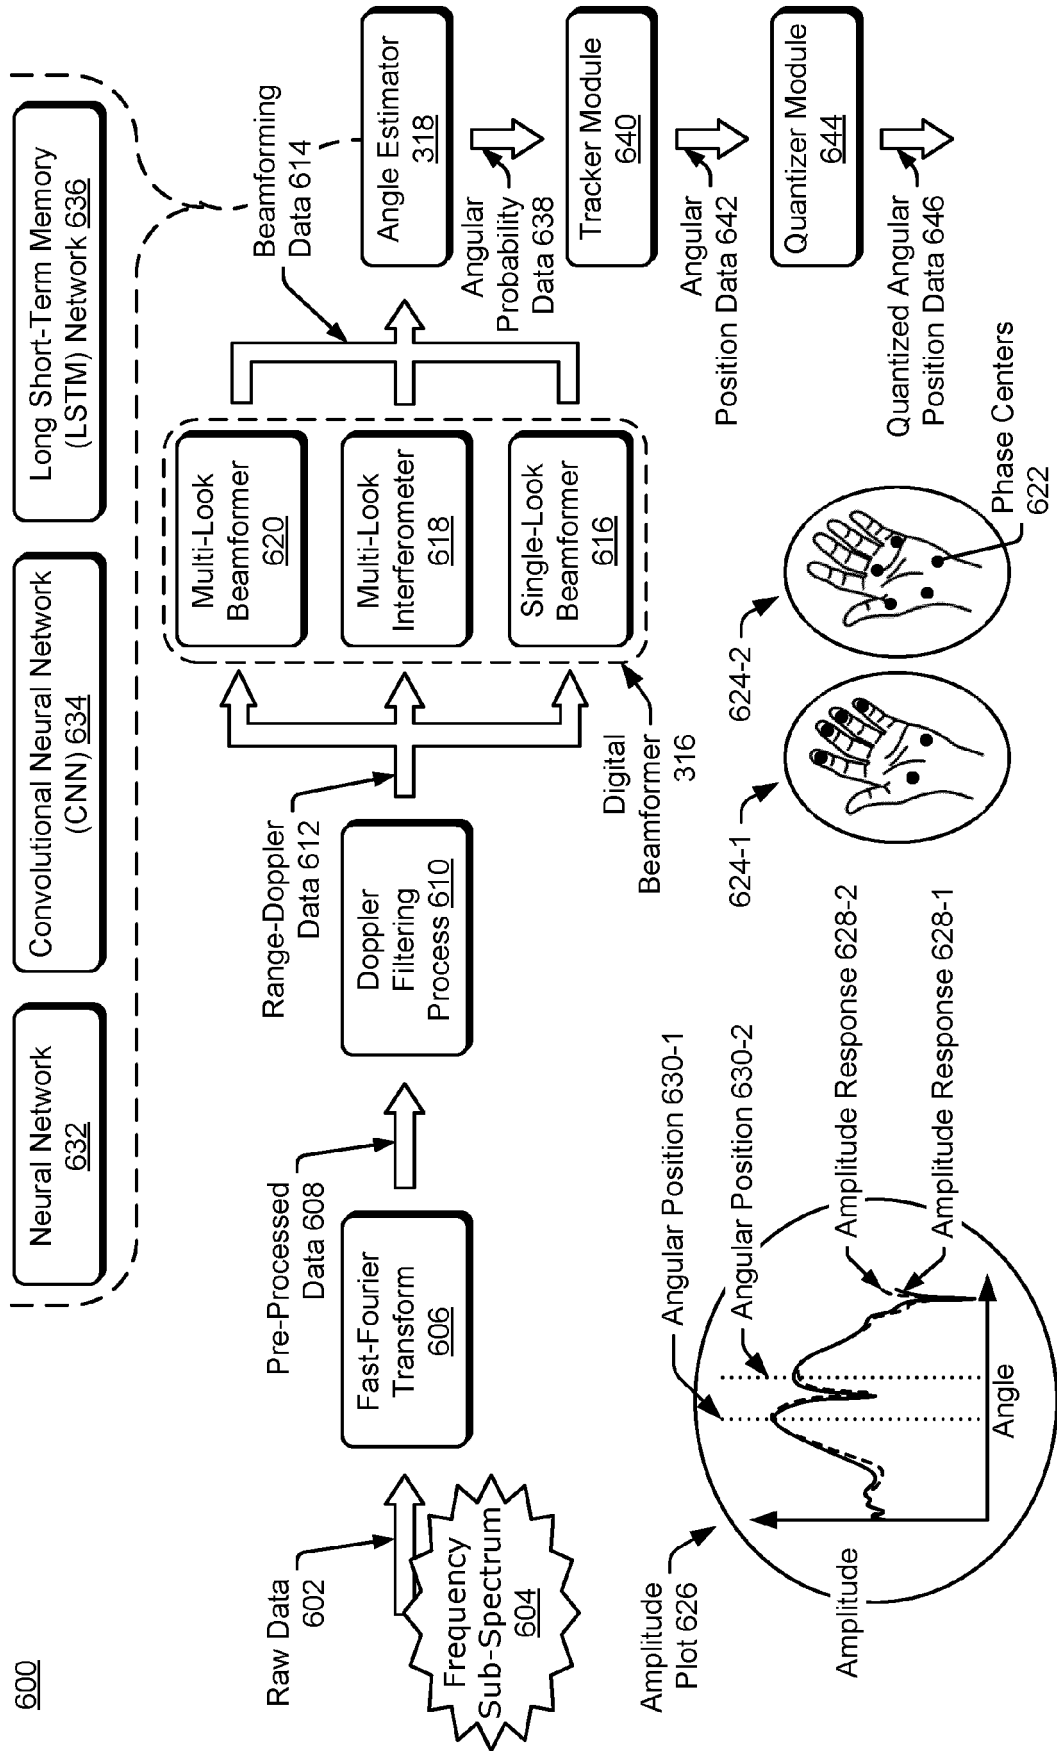 600
Neural Network
632
Convolutional Neural Network
(CNN) 634
Long Short-Term Memory
(LSTM) Network 636
Raw Data
602
Frequency
Sub-Spectrum
604
Fast-Fourier
Transform
606
Pre-Processed
Data 608
Doppler
Filtering
Process 610
Range-Doppler
Data 612
Multi-Look
Beamformer
620
Multi-Look
Interferometer
618
Single-Look
Beamformer
616
Digital
Beamformer
316
Beamforming
Data 614
Angle Estimator
318
Angular
Probability
Data 638
Tracker Module
640
Angular
Position Data 642
Quantizer Module
644
Quantized Angular
Position Data 646
Amplitude
Plot 626
Amplitude
Angle
Angular Position 630-1
Angular Position 630-2
Amplitude Response 628-2
Amplitude Response 628-1
624-1
624-2
Phase Centers
622